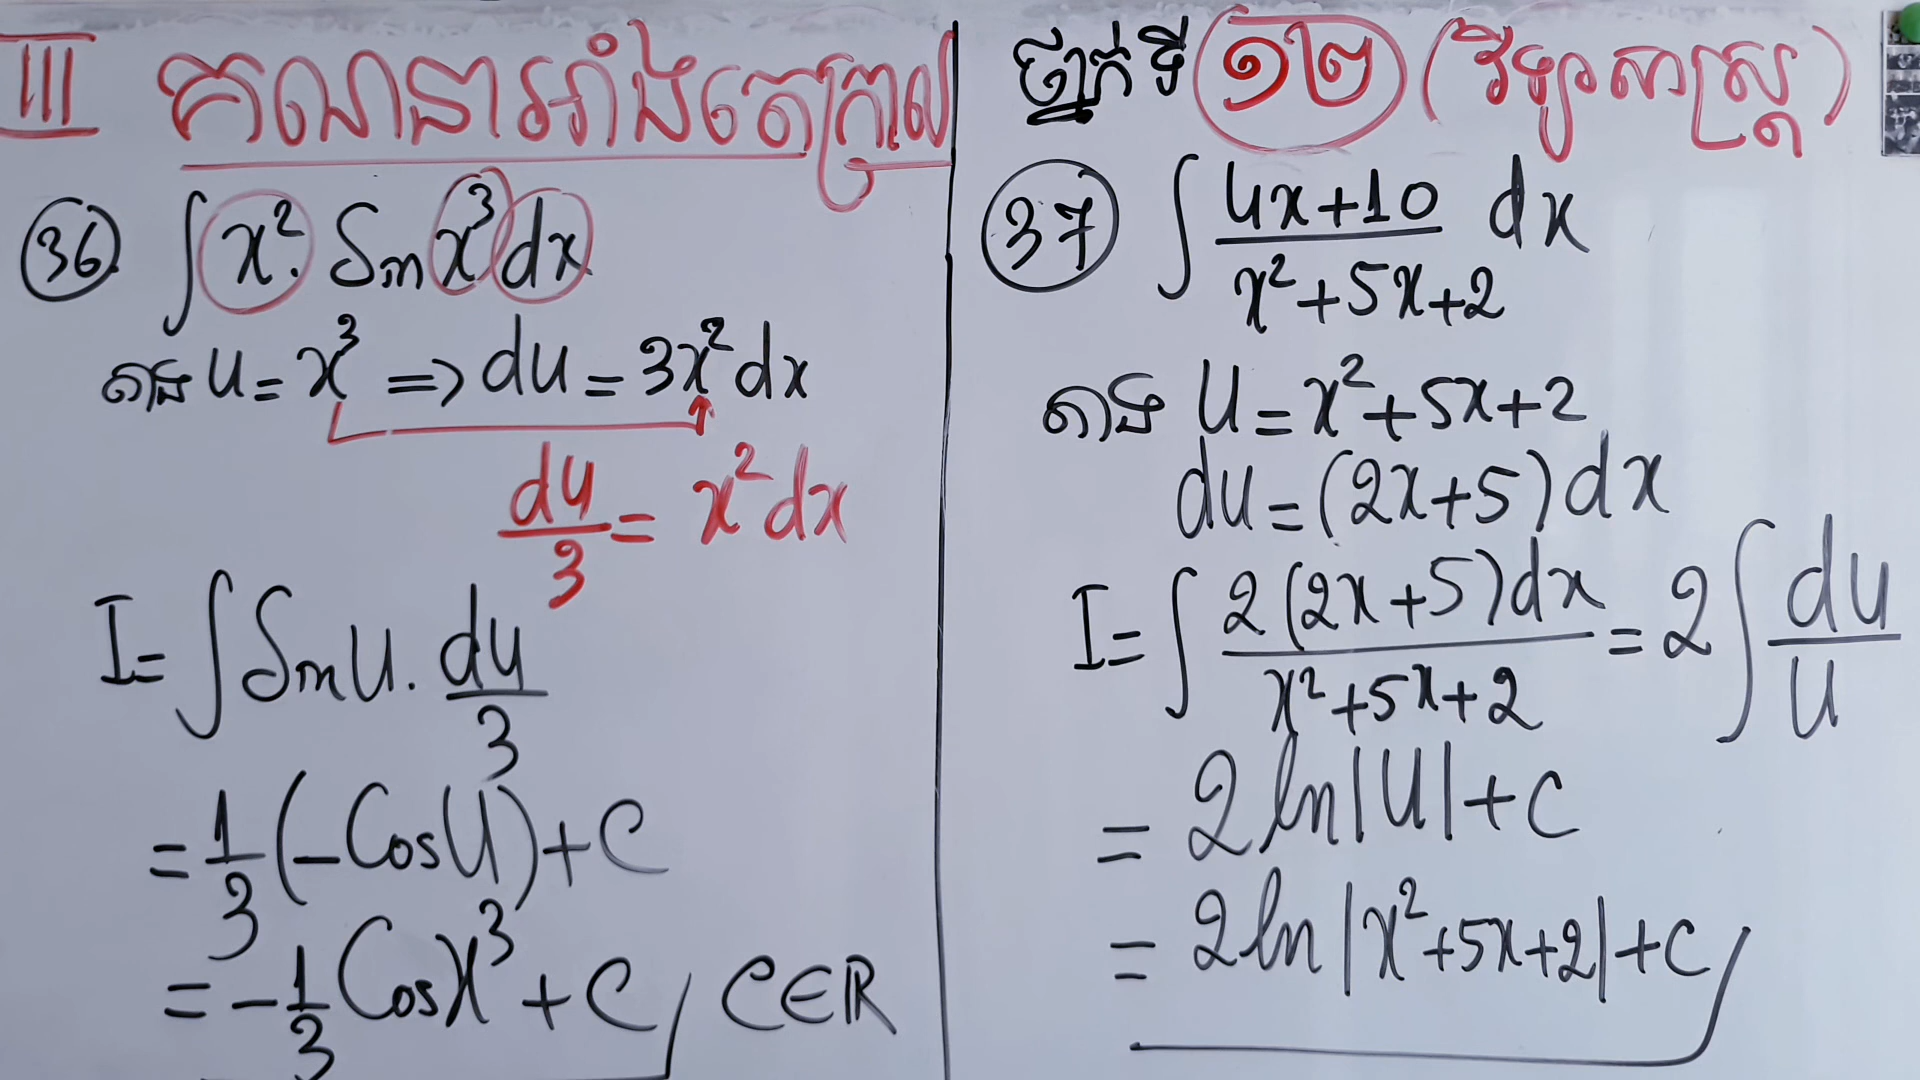 III គណនាអាំងតេក្រាល
36 ∫ x². Sin x³ dx
តាង u = x³ ⟹ du = 3x² dx
du/3 = x² dx
I = ∫ Sin U. du/3
= 1/3 (-Cos U) + C
= -1/3 Cos x³ + C / C ∈ ℝ
ថ្នាក់ទី ១២ (វិទ្យាសាស្ត្រ)
37 ∫ (4x+10)/(x²+5x+2) dx
តាង U = x²+5x+2
du = (2x+5)dx
I = ∫ 2(2x+5)dx/(x²+5x+2) = 2 ∫ du/U
= 2 ln|U| + C
= 2 ln|x²+5x+2| + C